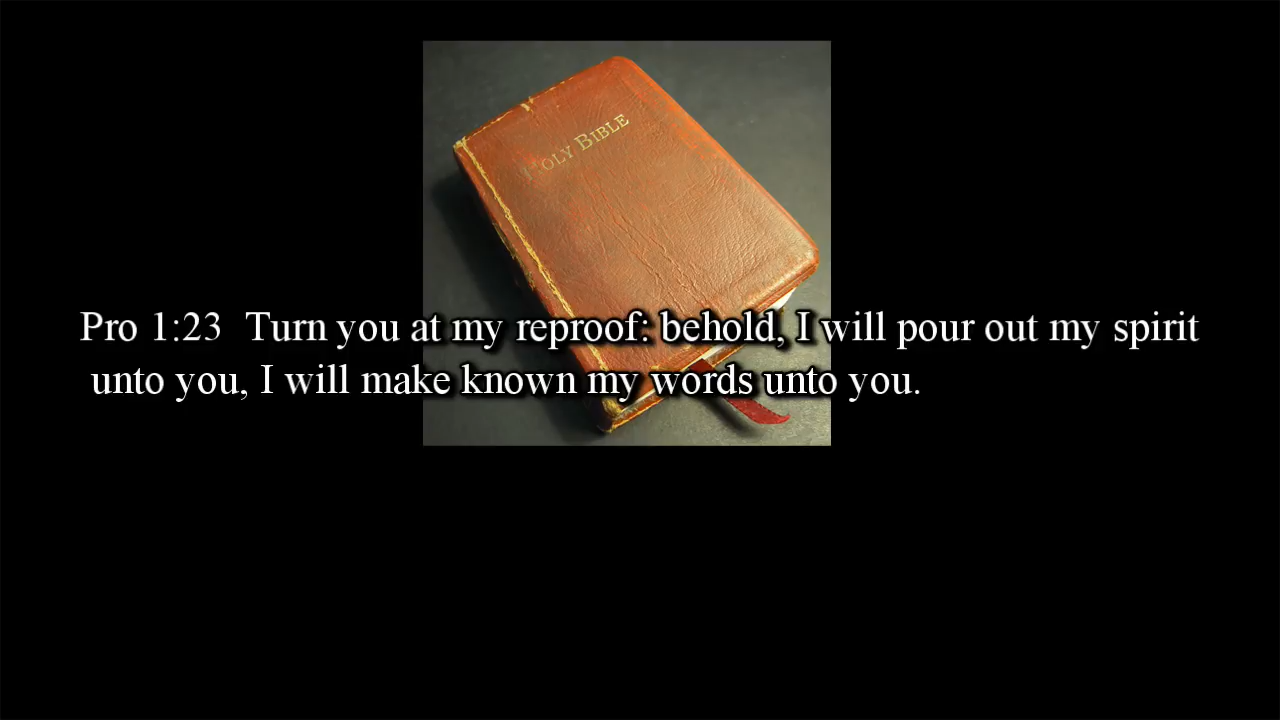 HOLY BIBLE
Pro 1:23  Turn you at my reproof: behold, I will pour out my spirit
unto you, I will make known my words unto you.